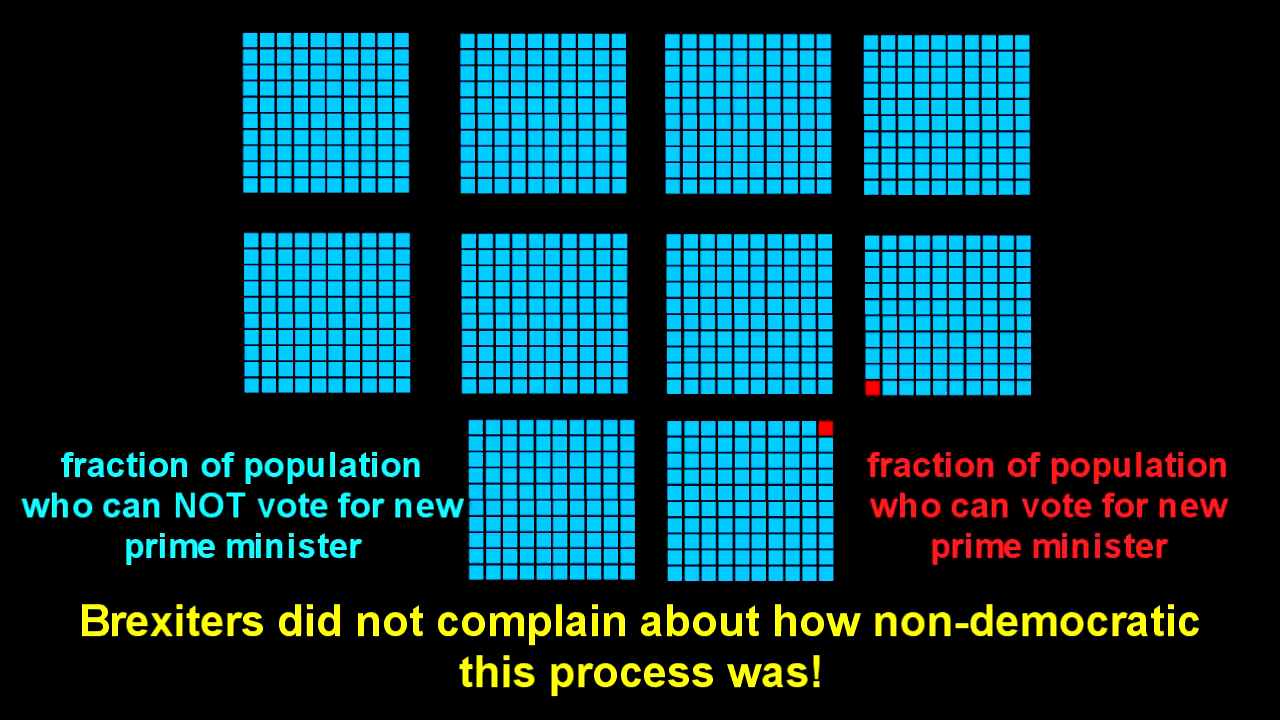 fraction of population
who can NOT vote for new
prime minister
fraction of population
who can vote for new
prime minister
Brexiters did not complain about how non-democratic
this process was!